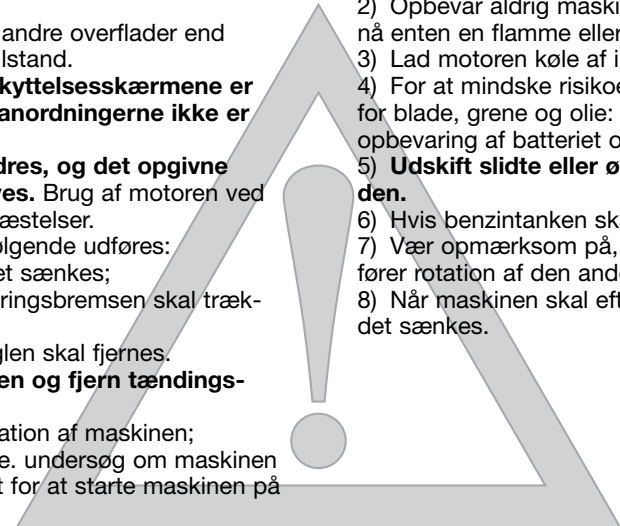 andre overflader end
lstand.
kyttelsesskærmene er
anordningerne ikke er
dres, og det opgivne
ves. Brug af motoren ved
æstelser.
ølgende udføres:
et sænkes;
ringsbremsen skal træk-
glen skal fjernes.
en og fjern tændings-
ation af maskinen;
e. undersøg om maskinen
t for at starte maskinen på
2) Opbevar aldrig maski
nå enten en flamme eller
3) Lad motoren køle af i
4) For at mindske risikoe
for blade, grene og olie:
opbevaring af batteriet o
5) Udskift slidte eller ø
den.
6) Hvis benzintanken ska
7) Vær opmærksom på,
fører rotation af den ande
8) Når maskinen skal eft
det sænkes.